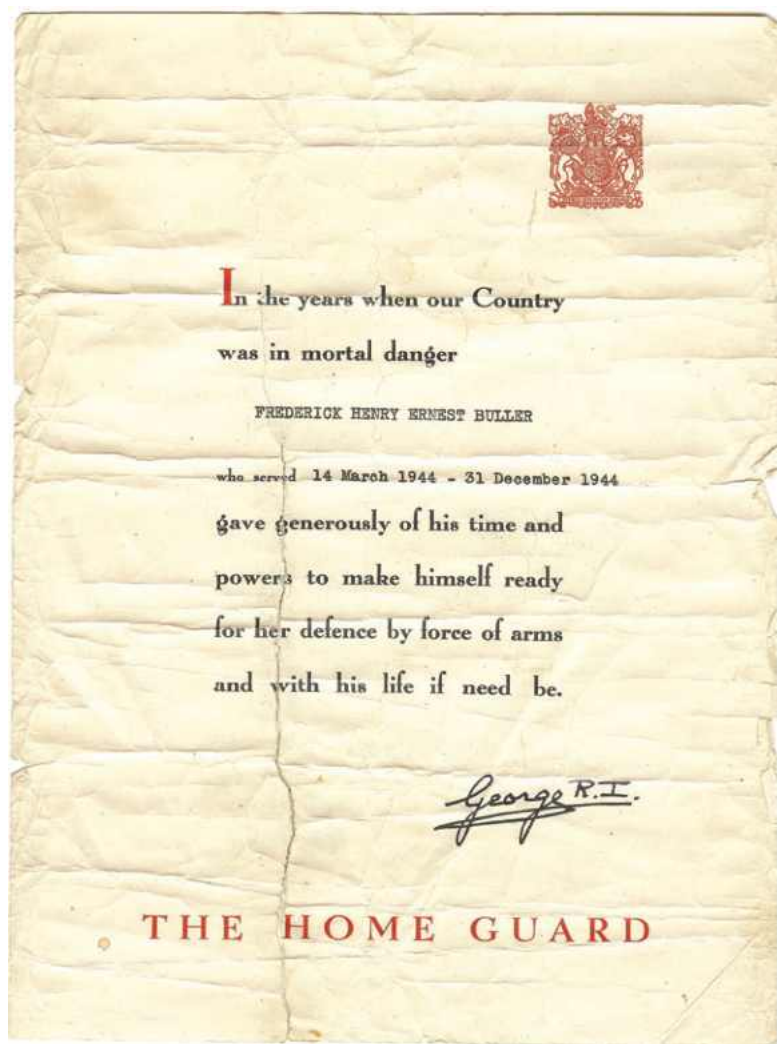 In the years when our Country
was in mortal danger
FREDERICK HENRY ERNEST BULLER
who served 14 March 1944 - 31 December 1944
gave generously of his time and
powers to make himself ready
for her defence by force of arms
and with his life if need be.
George R.I.
THE HOME GUARD